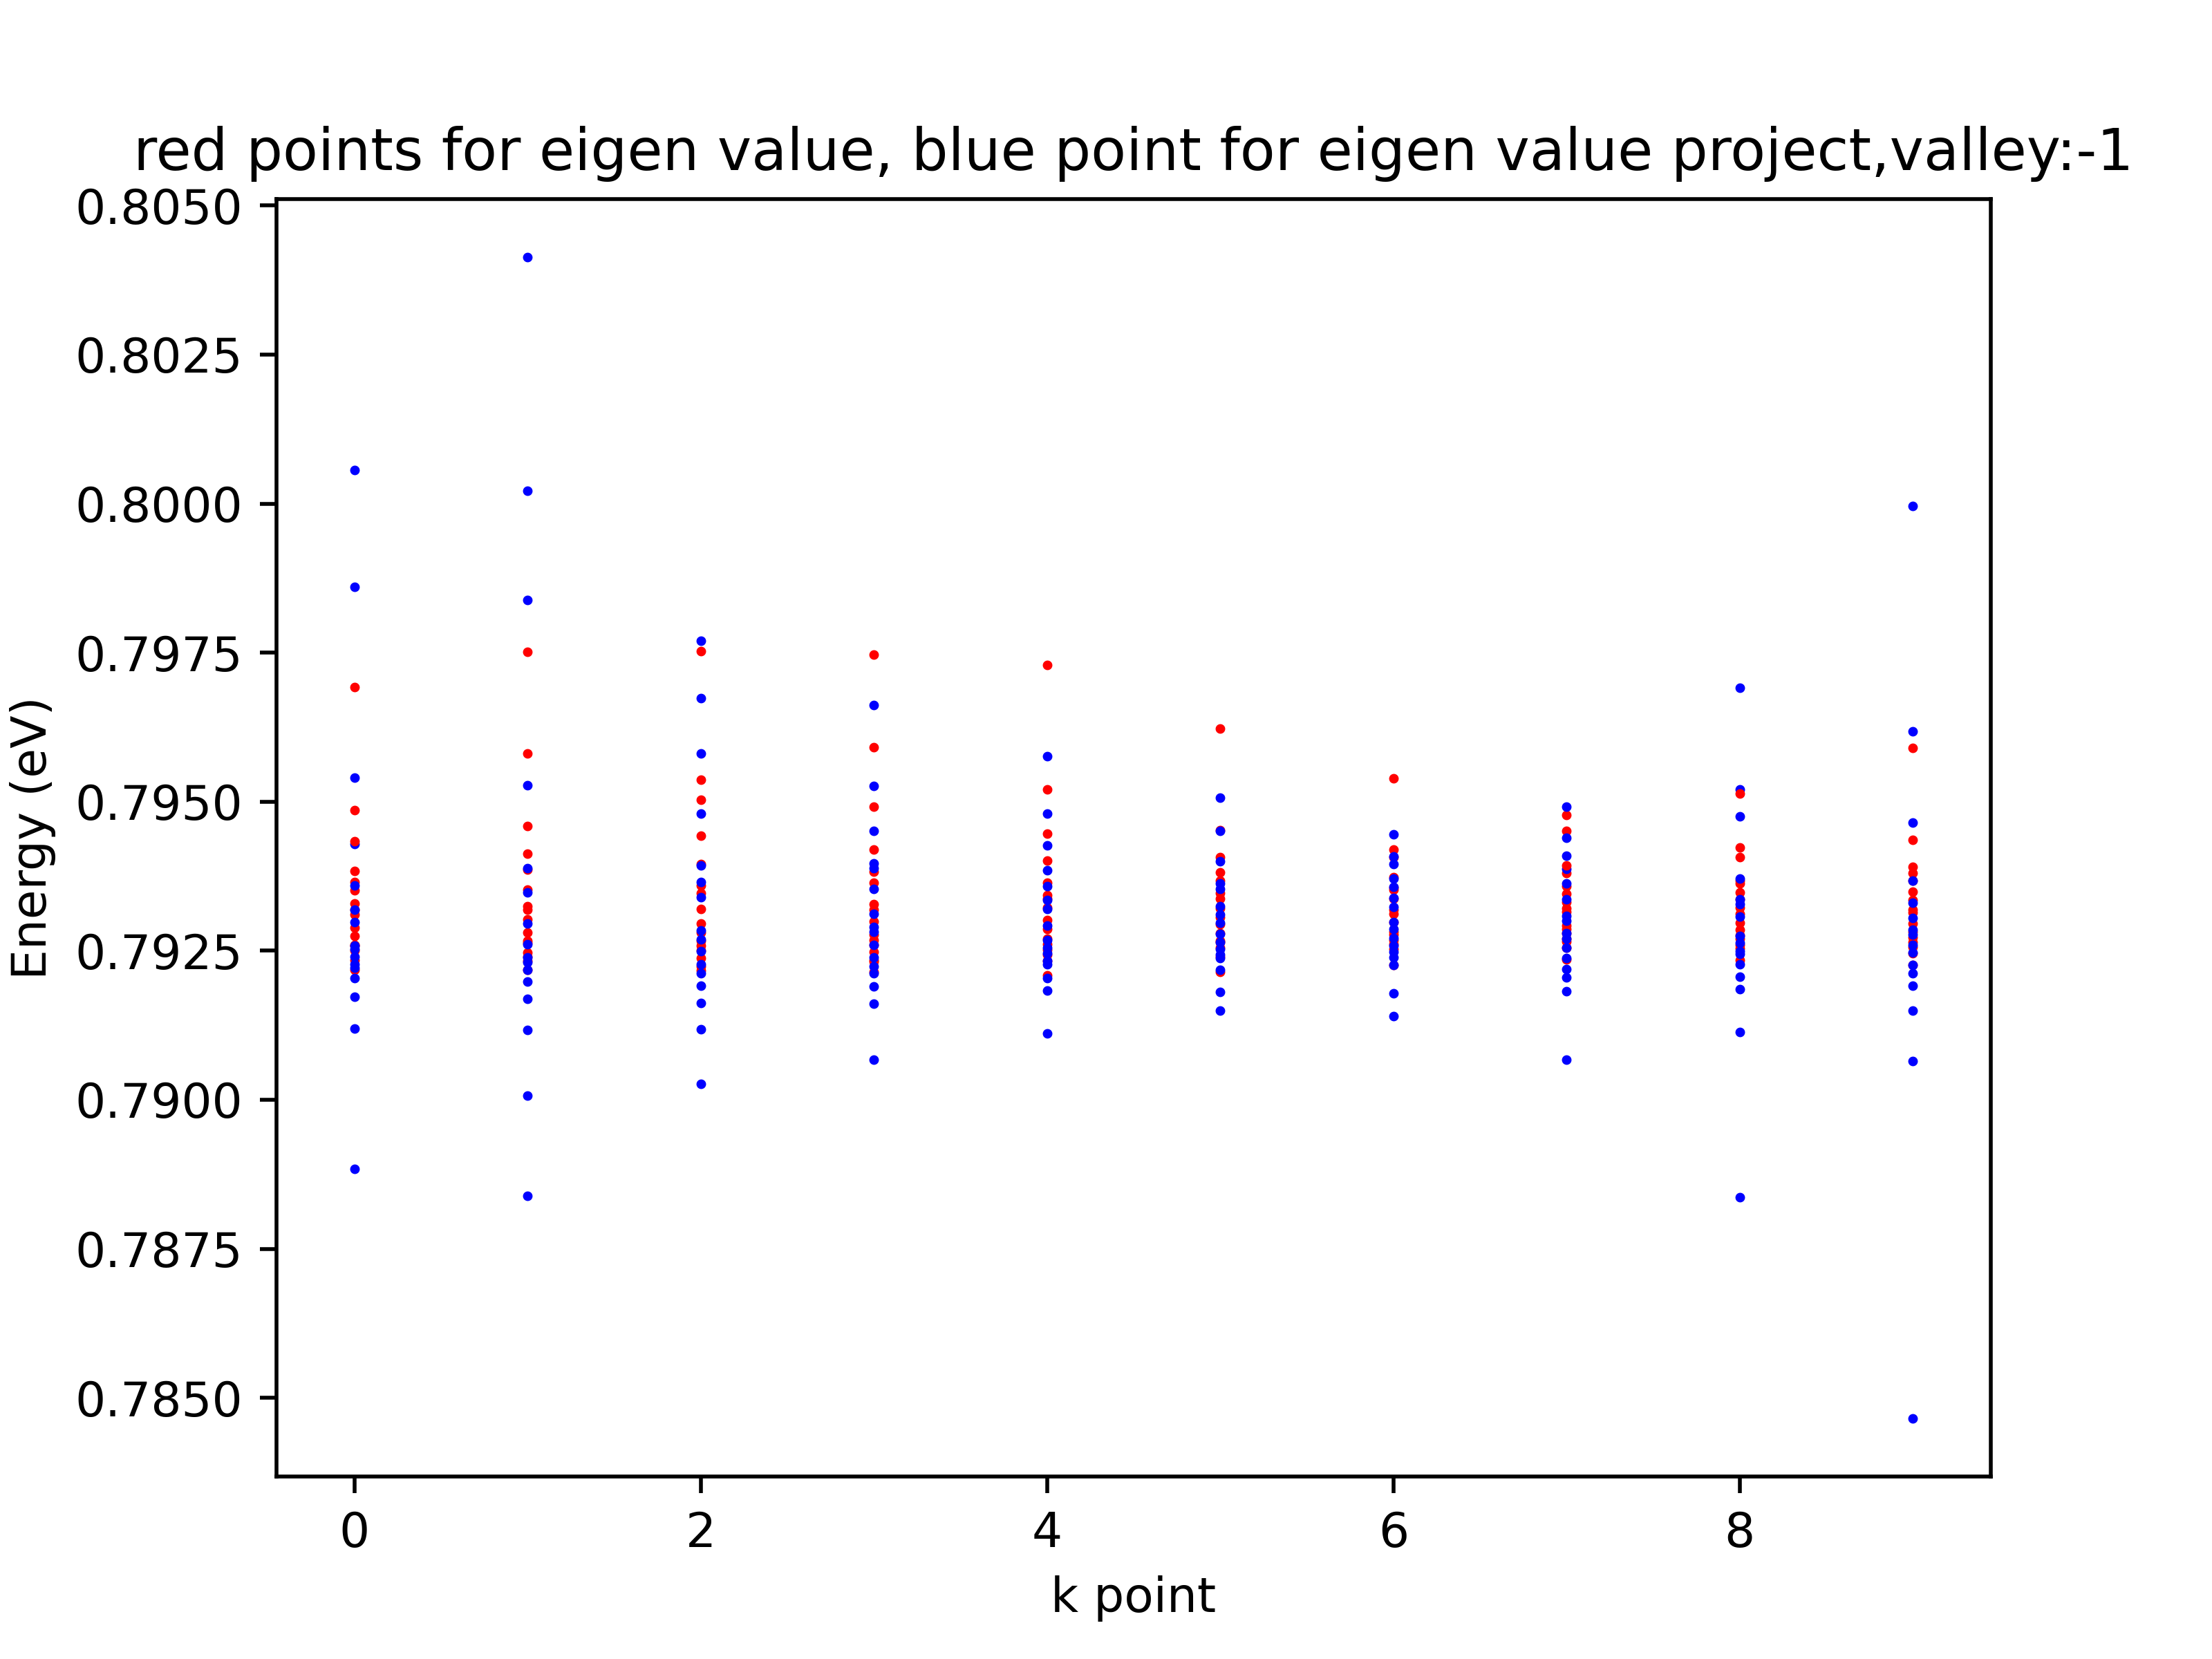 red points for eigen value, blue point for eigen value project,valley:-1
0.8050
0.8025
0.8000
0.7975
0.7950
0.7925
0.7900
0.7875
0.7850
Energy (eV)
0 2 4 6 8
k point